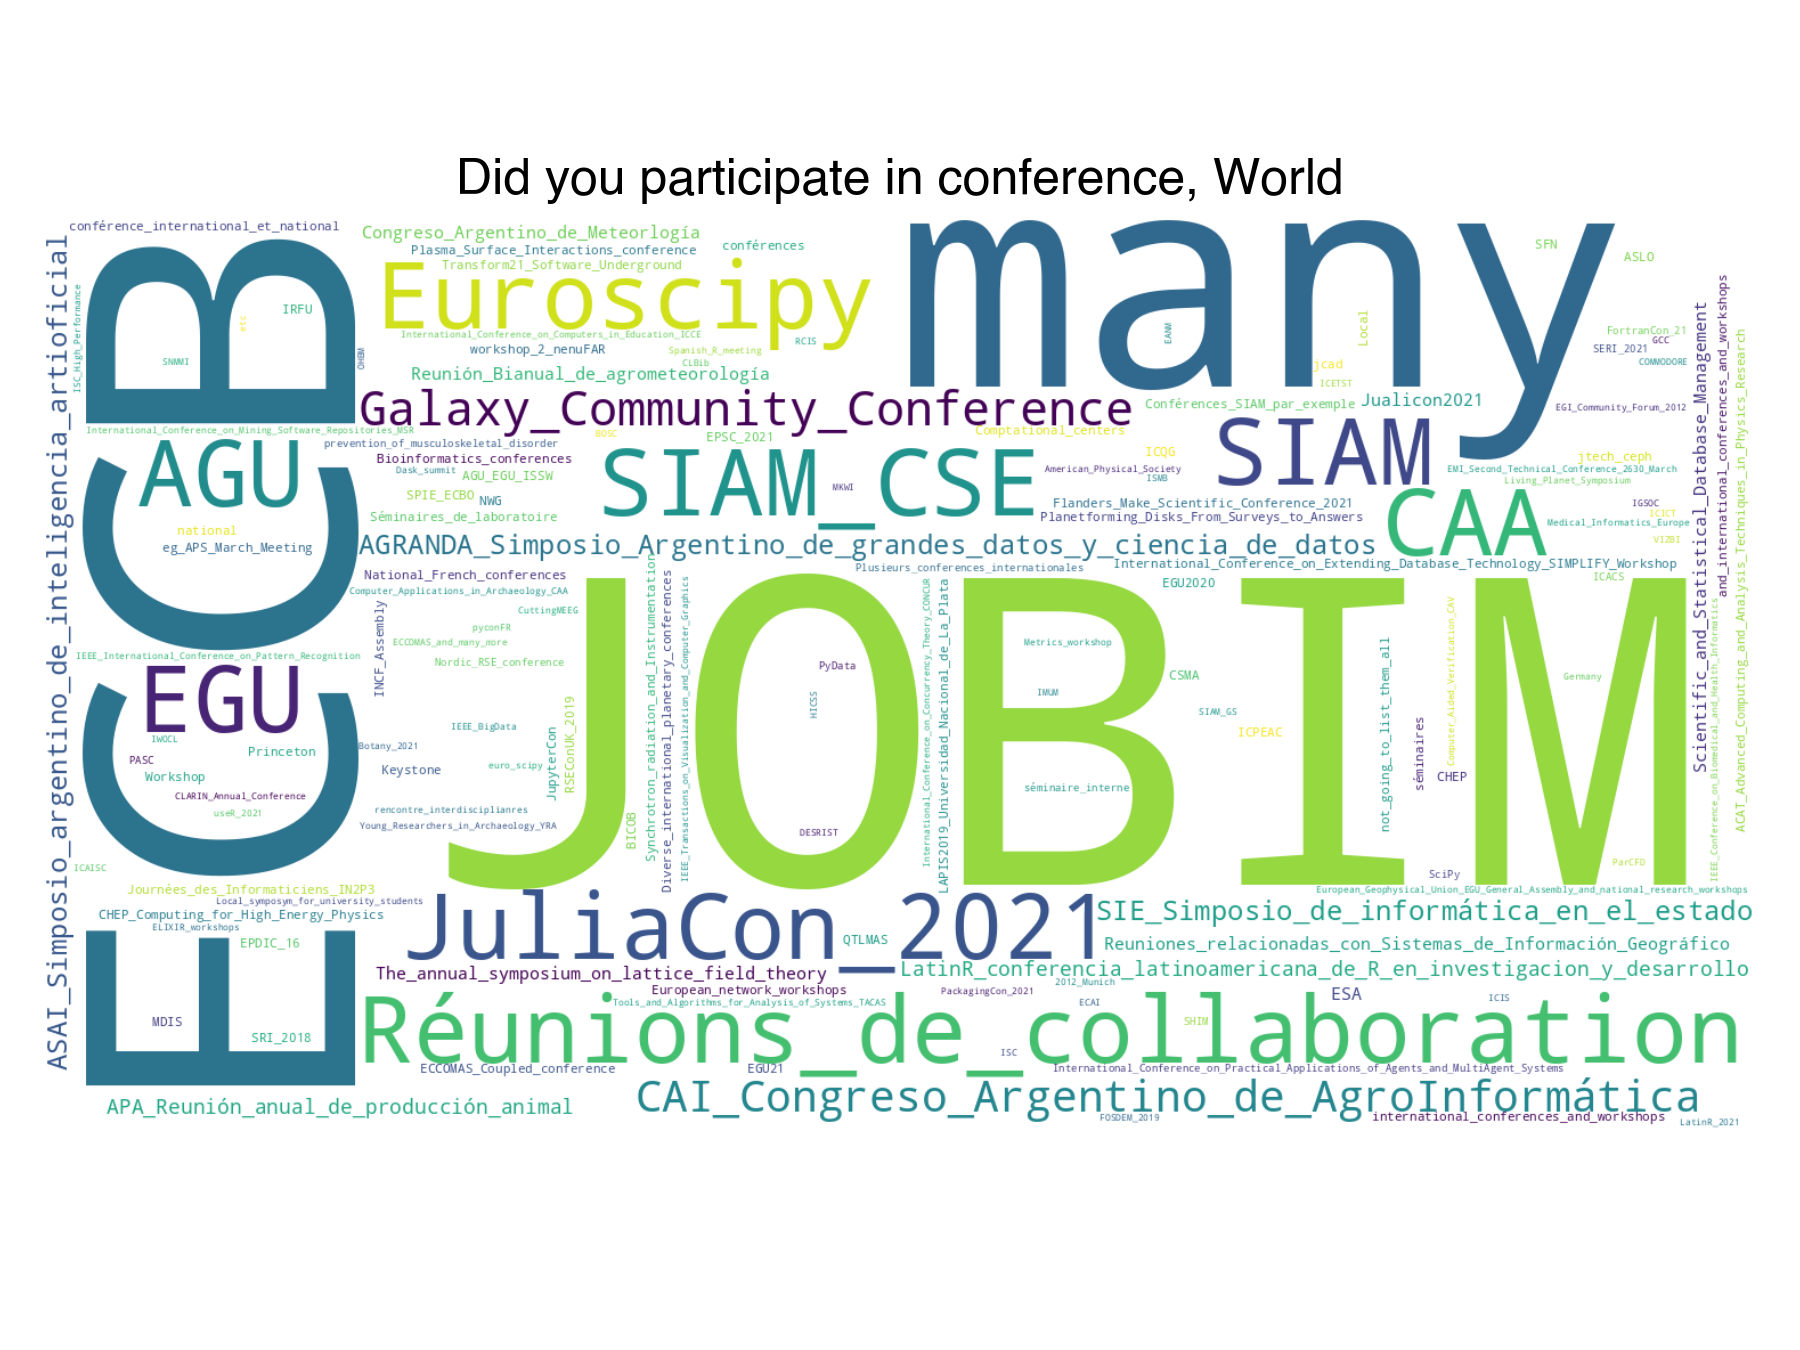 Did you participate in conference, World
conférence_international_et_national
Congreso_Argentino_de_Meteorlogía
Plasma_Surface_Interactions_conference
conférences
Transform21_Software_Underground
many
SFN
ASLO
ASAI_Simposio_argentino_de_inteligencia_artioficial
ISC_High_Performance
ECCB
IRFU
etc
SNMMI
OHBM
Euroscipy
International_Conference_on_Computers_in_Education_ICCE
RCIS
workshop_2_nenuFAR
Spanish_R_meeting
CLBib
Reunión_Bianual_de_agrometeorología
EANM
Local
FortranCon_21
GCC
SERI_2021
COMMODORE
jcad
ICETST
Galaxy_Community_Conference
Conférences_SIAM_par_exemple
Jualicon2021
EGI_Community_Forum_2012
International_Conference_on_Mining_Software_Repositories_MSR
prevention_of_musculoskeletal_disorder
BOSC
EPSC_2021
Comptational_centers
SIAM
AGU
Bioinformatics_conferences
Dask_summit
AGU_EGU_ISSW
SPIE_ECBO
NWG
Séminaires_de_laboratoire
SIAM_CSE
MKWI
American_Physical_Society
ICQG
ISMB
jtech_ceph
EMI_Second_Technical_Conference_2630_March
Living_Planet_Symposium
Flanders_Make_Scientific_Conference_2021
Planetforming_Disks_From_Surveys_to_Answers
CAA
IGSOC
ICICT
Medical_Informatics_Europe
VIZBI
national
eg_APS_March_Meeting
AGRANDA_Simposio_Argentino_de_grandes_datos_y_ciencia_de_datos
Scientific_and_Statistical_Database_Management
and_international_conferences_and_workshops
ACAT_Advanced_Computing_and_Analysis_Techniques_in_Physics_Research
National_French_conferences
Plusieurs_conferences_internationales
International_Conference_on_Extending_Database_Technology_SIMPLIFY_Workshop
Computer_Applications_in_Archaeology_CAA
EGU2020
ICACS
INCF_Assembly
CuttingMEEG
pyconFR
ECCOMAS_and_many_more
Nordic_RSE_conference
JOBIM
Synchrotron_radiation_and_Instrumentation
Diverse_international_planetary_conferences
IEEE_Transactions_on_Visualization_and_Computer_Graphics
International_Conference_on_Concurrency_Theory_CONCUR
LAPIS2019_Universidad_Nacional_de_La_Plata
Metrics_workshop
PyData
HICSS
IMUM
CSMA
SIAM_GS
ICPEAC
not_going_to_list_them_all
séminaires
Computer_Aided_Verification_CAV
Germany
IEEE_Conference_on_Biomedical_and_Health_Informatics
IEEE_International_Conference_on_Pattern_Recognition
EGU
IWOCL
PASC
Princeton
Workshop
CLARIN_Annual_Conference
useR_2021
Botany_2021
Keystone
IEEE_BigData
euro_scipy
JupyterCon
RSEConUK_2019
rencontre_interdisciplianres
Young_Researchers_in_Archaeology_YRA
BICOB
DESRIST
séminaire_interne
CHEP
SciPy
ParCFD
ICAISC
Journées_des_Informaticiens_IN2P3
Local_symposym_for_university_students
CHEP_Computing_for_High_Energy_Physics
ELIXIR_workshops
EPDIC_16
MDIS
SRI_2018
European_Geophysical_Union_EGU_General_Assembly_and_national_research_workshops
JuliaCon_2021
SIE_Simposio_de_informática_en_el_estado
QTLMAS
Reuniones_relacionadas_con_Sistemas_de_Información_Geográfico
The_annual_symposium_on_lattice_field_theory
LatinR_conferencia_latinoamericana_de_R_en_investigacion_y_desarrollo
European_network_workshops
PackagingCon_2021
2012_Munich
Tools_and_Algorithms_for_Analysis_of_Systems_TACAS
ECAI
ESA
ICIS
Réunions_de_collaboration
SHIM
ISC
ECCOMAS_Coupled_conference
EGU21
International_Conference_on_Practical_Applications_of_Agents_and_MultiAgent_Systems
APA_Reunión_anual_de_producción_animal
CAI_Congreso_Argentino_de_AgroInformática
FOSDEM_2019
international_conferences_and_workshops
LatinR_2021